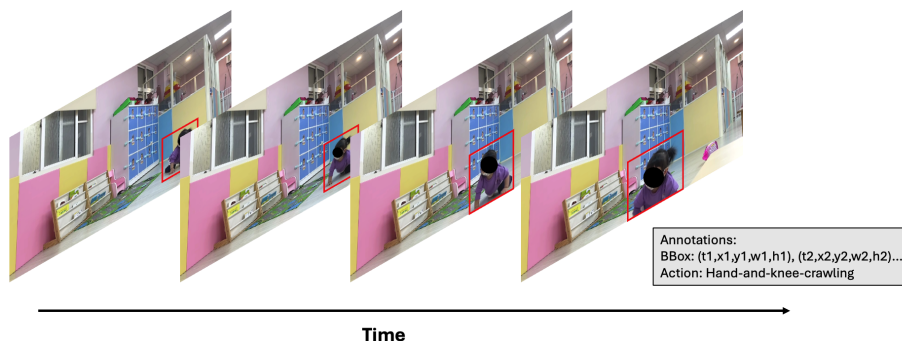 Annotations:
BBox: (t1,x1,y1,w1,h1), (t2,x2,y2,w2,h2)...
Action: Hand-and-knee-crawling
Time